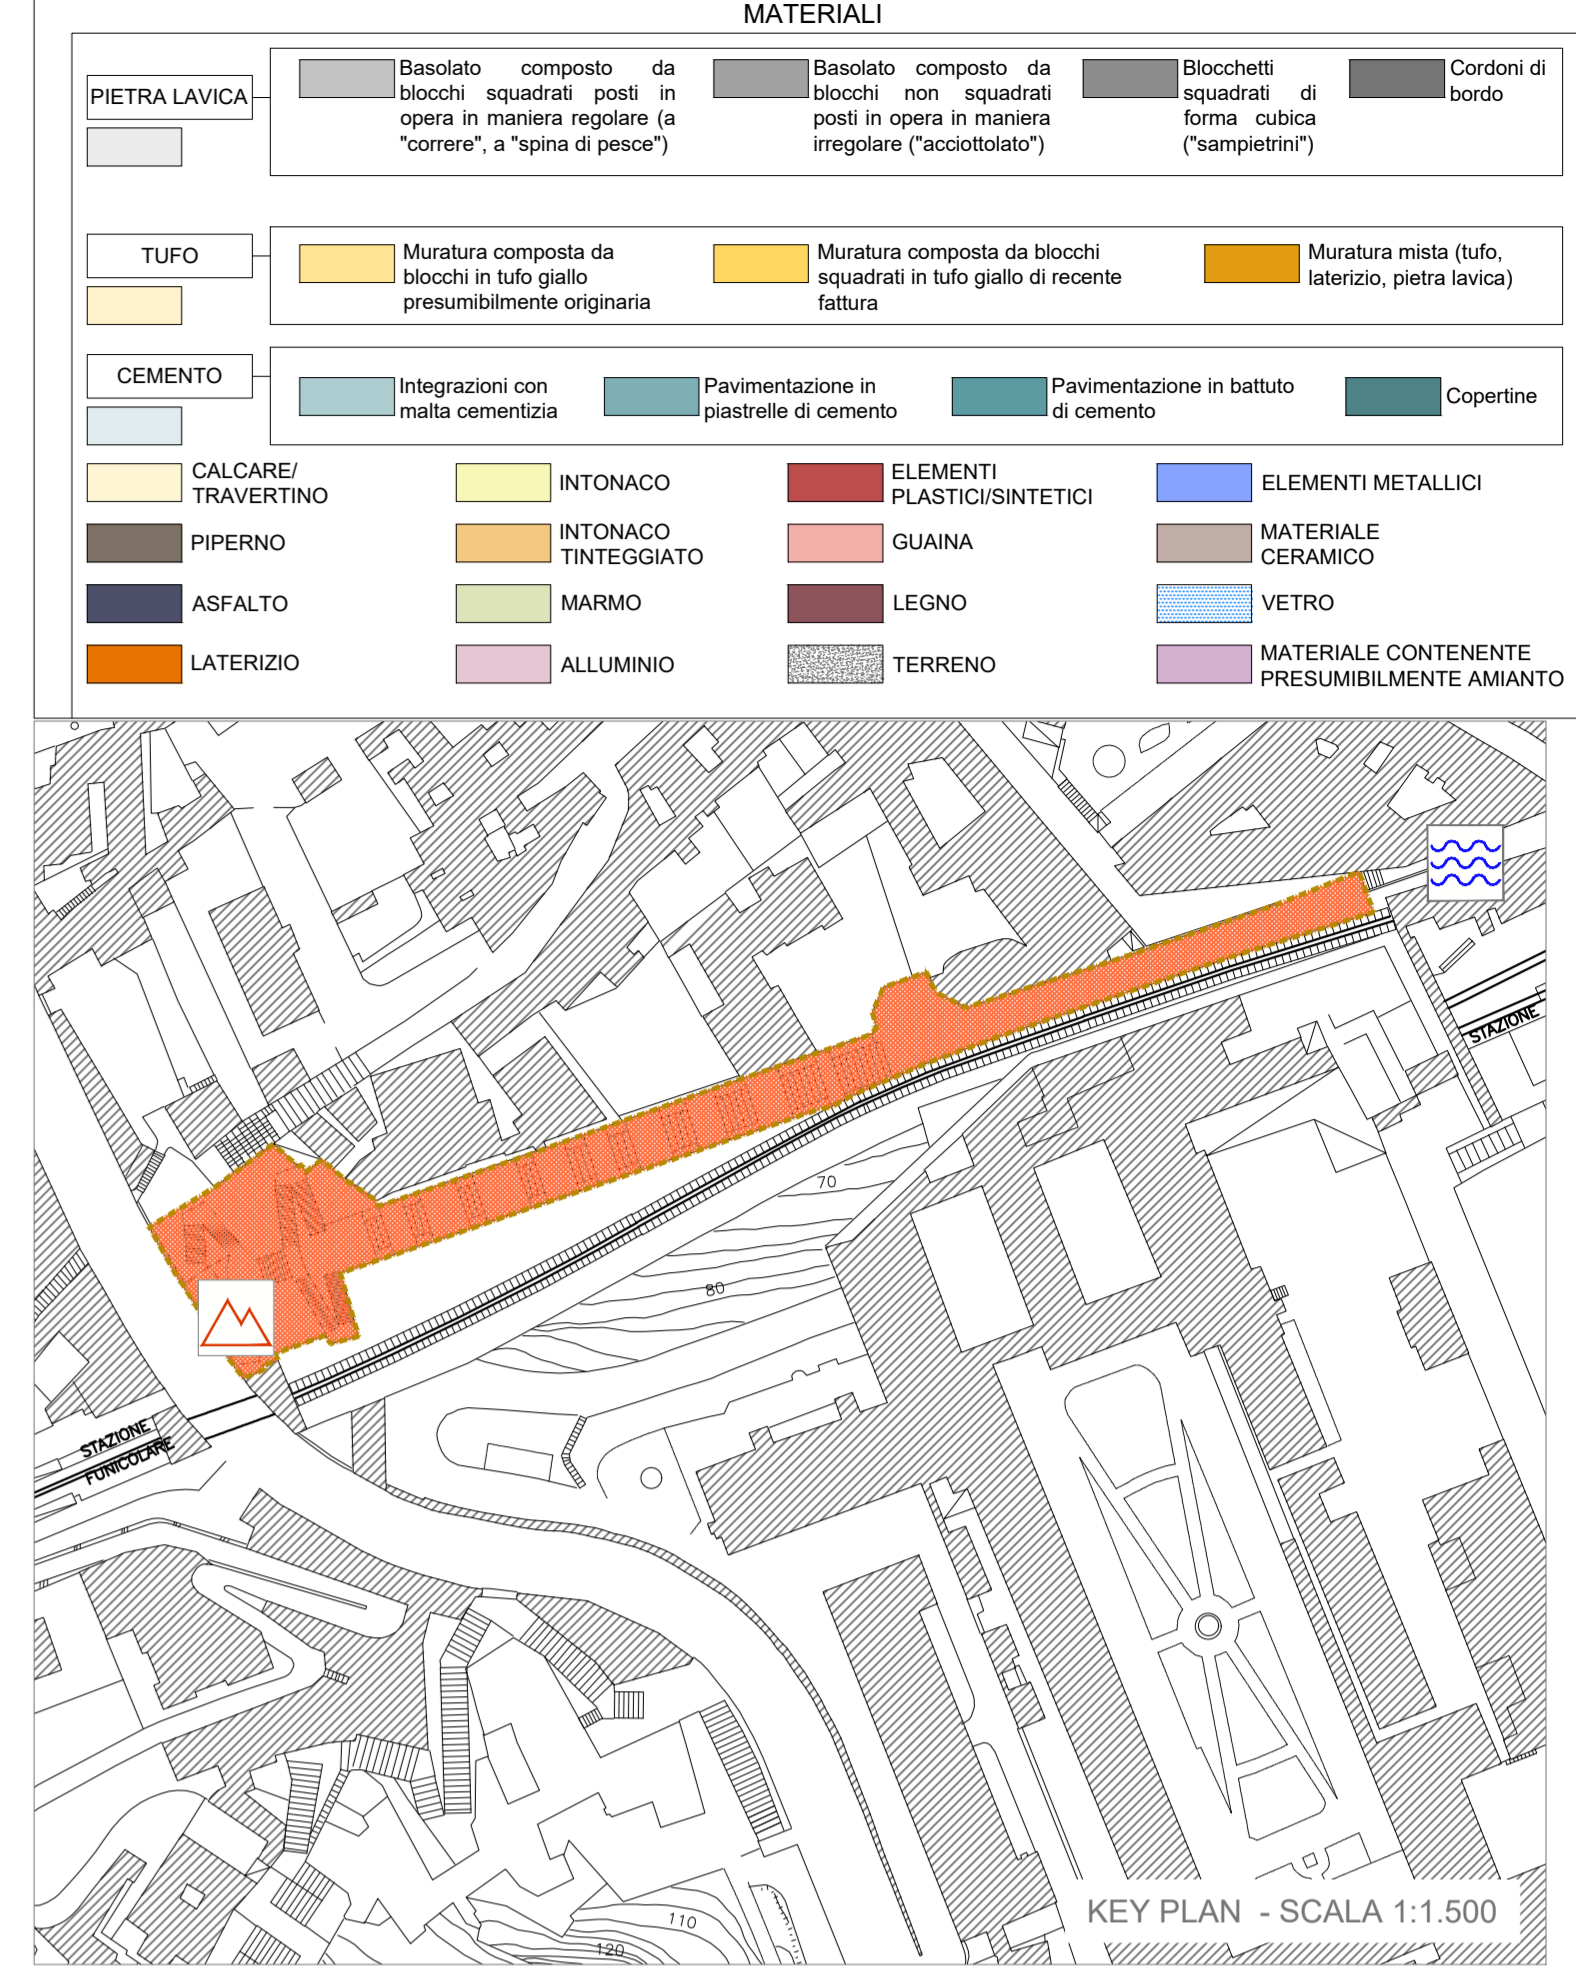 MATERIALI
PIETRA LAVICA
Basolato composto da
blocchi squadrati posti in
opera in maniera regolare (a
"correre", a "spina di pesce")
Basolato composto da
blocchi non squadrati
posti in opera in maniera
irregolare ("acciottolato")
Blocchetti
squadrati di
forma cubica
("sampietrini")
Cordoni di
bordo
TUFO
Muratura composta da
blocchi in tufo giallo
presumibilmente originaria
Muratura composta da blocchi
squadrati in tufo giallo di recente
fattura
Muratura mista (tufo,
laterizio, pietra lavica)
CEMENTO
Integrazioni con
malta cementizia
Pavimentazione in
piastrelle di cemento
Pavimentazione in battuto
di cemento
Copertine
CALCARE/
TRAVERTINO
INTONACO
ELEMENTI
PLASTICI/SINTETICI
ELEMENTI METALLICI
PIPERNO
INTONACO
TINTEGGIATO
GUAINA
MATERIALE
CERAMICO
ASFALTO
MARMO
LEGNO
VETRO
LATERIZIO
ALLUMINIO
TERRENO
MATERIALE CONTENENTE
PRESUMIBILMENTE AMIANTO
STAZIONE
70
80
STAZIONE
FUNICOLARE
110
120
KEY PLAN - SCALA 1:1.500